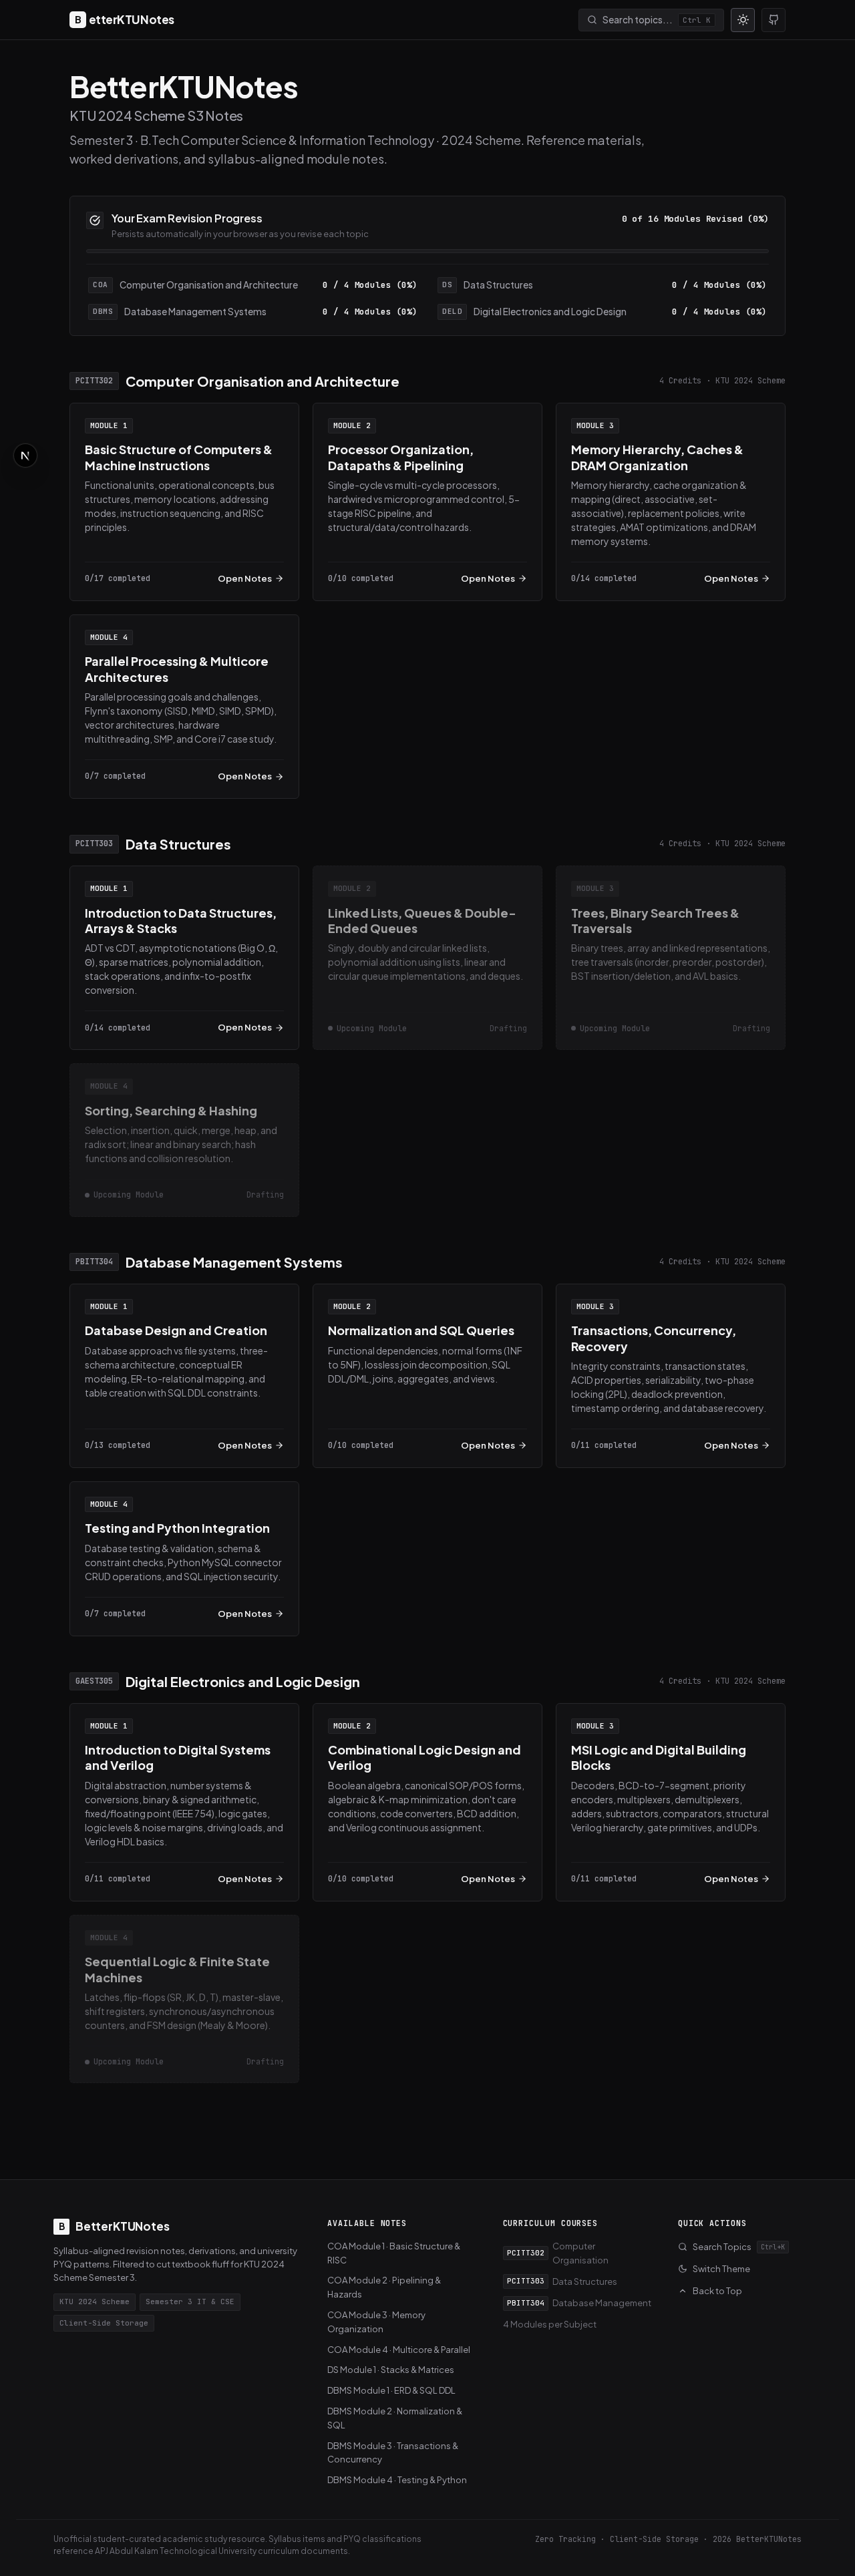 B etterKTUNotes
Search topics... Ctrl K
BetterKTUNotes
KTU 2024 Scheme S3 Notes
Semester 3 · B.Tech Computer Science & Information Technology · 2024 Scheme. Reference materials,
worked derivations, and syllabus-aligned module notes.
Your Exam Revision Progress
0 of 16 Modules Revised (0%)
Persists automatically in your browser as you revise each topic
COA Computer Organisation and Architecture 0 / 4 Modules (0%)
DS Data Structures 0 / 4 Modules (0%)
DBMS Database Management Systems 0 / 4 Modules (0%)
DELD Digital Electronics and Logic Design 0 / 4 Modules (0%)
PCITT302 Computer Organisation and Architecture
4 Credits · KTU 2024 Scheme
MODULE 1
Basic Structure of Computers &
Machine Instructions
Functional units, operational concepts, bus
structures, memory locations, addressing
modes, instruction sequencing, and RISC
principles.
0/17 completed Open Notes →
MODULE 2
Processor Organization,
Datapaths & Pipelining
Single-cycle vs multi-cycle processors,
hardwired vs microprogrammed control, 5-
stage RISC pipeline, and
structural/data/control hazards.
0/10 completed Open Notes →
MODULE 3
Memory Hierarchy, Caches &
DRAM Organization
Memory hierarchy, cache organization &
mapping (direct, associative, set-
associative), replacement policies, write
strategies, AMAT optimizations, and DRAM
memory systems.
0/14 completed Open Notes →
N
MODULE 4
Parallel Processing & Multicore
Architectures
Parallel processing goals and challenges,
Flynn's taxonomy (SISD, MIMD, SIMD, SPMD),
vector architectures, hardware
multithreading, SMP, and Core i7 case study.
0/7 completed Open Notes →
PCITT303 Data Structures
4 Credits · KTU 2024 Scheme
MODULE 1
Introduction to Data Structures,
Arrays & Stacks
ADT vs CDT, asymptotic notations (Big O, Ω,
Θ), sparse matrices, polynomial addition,
stack operations, and infix-to-postfix
conversion.
0/14 completed Open Notes →
MODULE 2
Linked Lists, Queues & Double-
Ended Queues
Singly, doubly and circular linked lists,
polynomial addition using lists, linear and
circular queue implementations, and deques.
Upcoming Module Drafting
MODULE 3
Trees, Binary Search Trees &
Traversals
Binary trees, array and linked representations,
tree traversals (inorder, preorder, postorder),
BST insertion/deletion, and AVL basics.
Upcoming Module Drafting
MODULE 4
Sorting, Searching & Hashing
Selection, insertion, quick, merge, heap, and
radix sort; linear and binary search; hash
functions and collision resolution.
Upcoming Module Drafting
PBITT304 Database Management Systems
4 Credits · KTU 2024 Scheme
MODULE 1
Database Design and Creation
Database approach vs file systems, three-
schema architecture, conceptual ER
modeling, ER-to-relational mapping, and
table creation with SQL DDL constraints.
0/13 completed Open Notes →
MODULE 2
Normalization and SQL Queries
Functional dependencies, normal forms (1NF
to 5NF), lossless join decomposition, SQL
DDL/DML, joins, aggregates, and views.
0/10 completed Open Notes →
MODULE 3
Transactions, Concurrency,
Recovery
Integrity constraints, transaction states,
ACID properties, serializability, two-phase
locking (2PL), deadlock prevention,
timestamp ordering, and database recovery.
0/11 completed Open Notes →
MODULE 4
Testing and Python Integration
Database testing & validation, schema &
constraint checks, Python MySQL connector
CRUD operations, and SQL injection security.
0/7 completed Open Notes →
GAEST305 Digital Electronics and Logic Design
4 Credits · KTU 2024 Scheme
MODULE 1
Introduction to Digital Systems
and Verilog
Digital abstraction, number systems &
conversions, binary & signed arithmetic,
fixed/floating point (IEEE 754), logic gates,
logic levels & noise margins, driving loads, and
Verilog HDL basics.
0/11 completed Open Notes →
MODULE 2
Combinational Logic Design and
Verilog
Boolean algebra, canonical SOP/POS forms,
algebraic & K-map minimization, don't care
conditions, code converters, BCD addition,
and Verilog continuous assignment.
0/10 completed Open Notes →
MODULE 3
MSI Logic and Digital Building
Blocks
Decoders, BCD-to-7-segment, priority
encoders, multiplexers, demultiplexers,
adders, subtractors, comparators, structural
Verilog hierarchy, gate primitives, and UDPs.
0/11 completed Open Notes →
MODULE 4
Sequential Logic & Finite State
Machines
Latches, flip-flops (SR, JK, D, T), master-slave,
shift registers, synchronous/asynchronous
counters, and FSM design (Mealy & Moore).
Upcoming Module Drafting
B BetterKTUNotes
Syllabus-aligned revision notes, derivations, and university
PYQ patterns. Filtered to cut textbook fluff for KTU 2024
Scheme Semester 3.
KTU 2024 Scheme Semester 3 IT & CSE
Client-Side Storage
AVAILABLE NOTES
COA Module 1 · Basic Structure &
RISC
COA Module 2 · Pipelining &
Hazards
COA Module 3 · Memory
Organization
COA Module 4 · Multicore & Parallel
DS Module 1 · Stacks & Matrices
DBMS Module 1 · ERD & SQL DDL
DBMS Module 2 · Normalization &
SQL
DBMS Module 3 · Transactions &
Concurrency
DBMS Module 4 · Testing & Python
CURRICULUM COURSES
PCITT302 Computer
Organisation
PCITT303 Data Structures
PBITT304 Database Management
4 Modules per Subject
QUICK ACTIONS
Search Topics Ctrl+K
Switch Theme
Back to Top
Unofficial student-curated academic study resource. Syllabus items and PYQ classifications
reference APJ Abdul Kalam Technological University curriculum documents.
Zero Tracking · Client-Side Storage · 2026 BetterKTUNotes